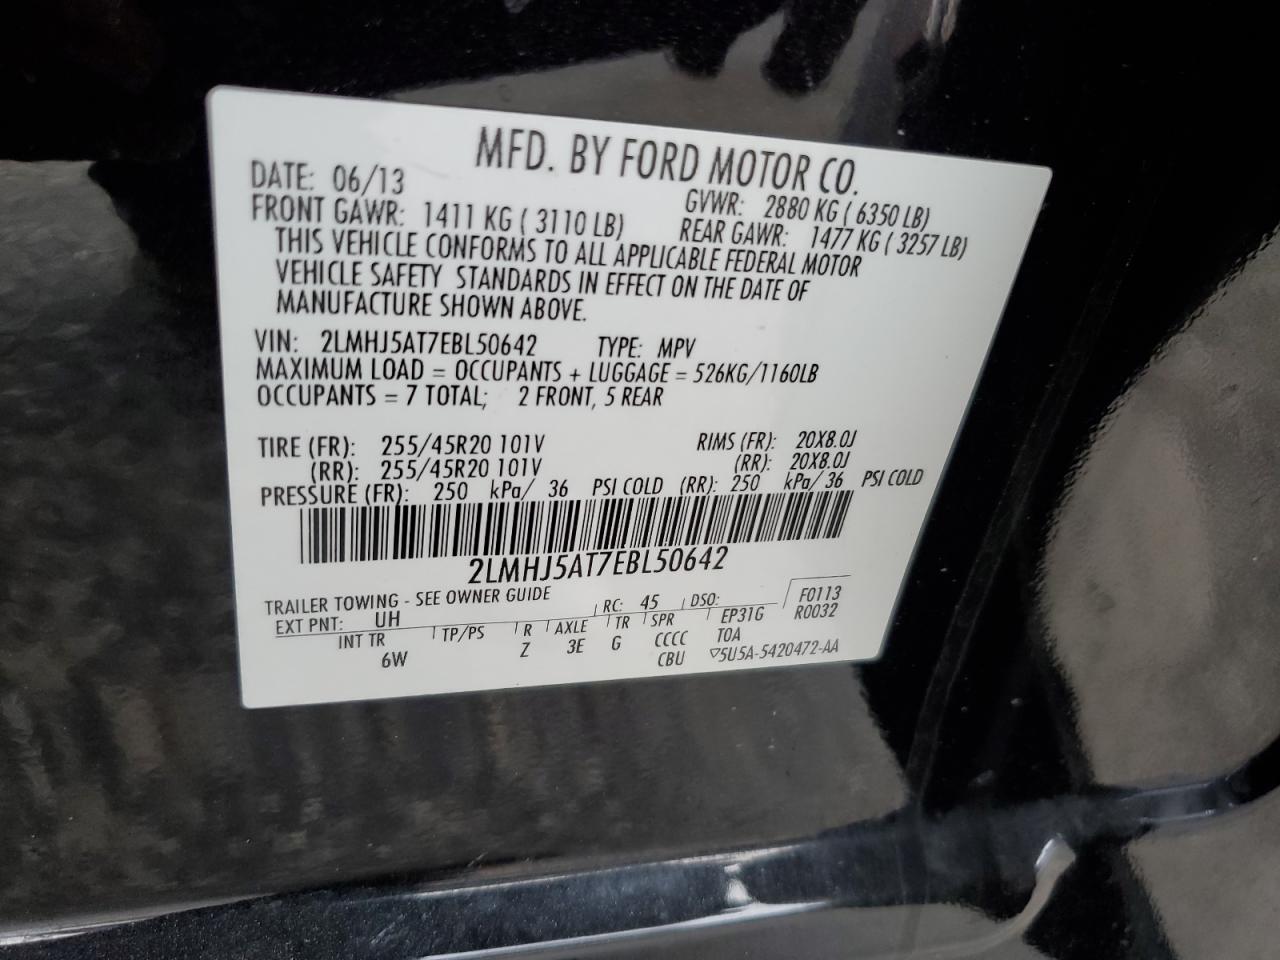 MFD. BY FORD MOTOR CO.
DATE: 06/13 GVWR: 2880 KG ( 6350 LB)
FRONT GAWR: 1411 KG ( 3110 LB) REAR GAWR: 1477 KG ( 3257 LB)
THIS VEHICLE CONFORMS TO ALL APPLICABLE FEDERAL MOTOR
VEHICLE SAFETY STANDARDS IN EFFECT ON THE DATE OF
MANUFACTURE SHOWN ABOVE.
VIN: 2LMHJ5AT7EBL50642 TYPE: MPV
MAXIMUM LOAD = OCCUPANTS + LUGGAGE = 526KG/1160LB
OCCUPANTS = 7 TOTAL; 2 FRONT, 5 REAR
TIRE (FR): 255/45R20 101V RIMS (FR): 20X8.0J
(RR): 255/45R20 101V (RR): 20X8.0J
PRESSURE (FR): 250 kPa/ 36 PSI COLD (RR): 250 kPa/ 36 PSI COLD
2LMHJ5AT7EBL50642
TRAILER TOWING - SEE OWNER GUIDE
EXT PNT: UH RC: 45 DSO: F0113
INT TR TP/PS R AXLE TR SPR EP31G R0032
6W Z 3E G CCCC TOA
CBU ▽5U5A-5420472-AA